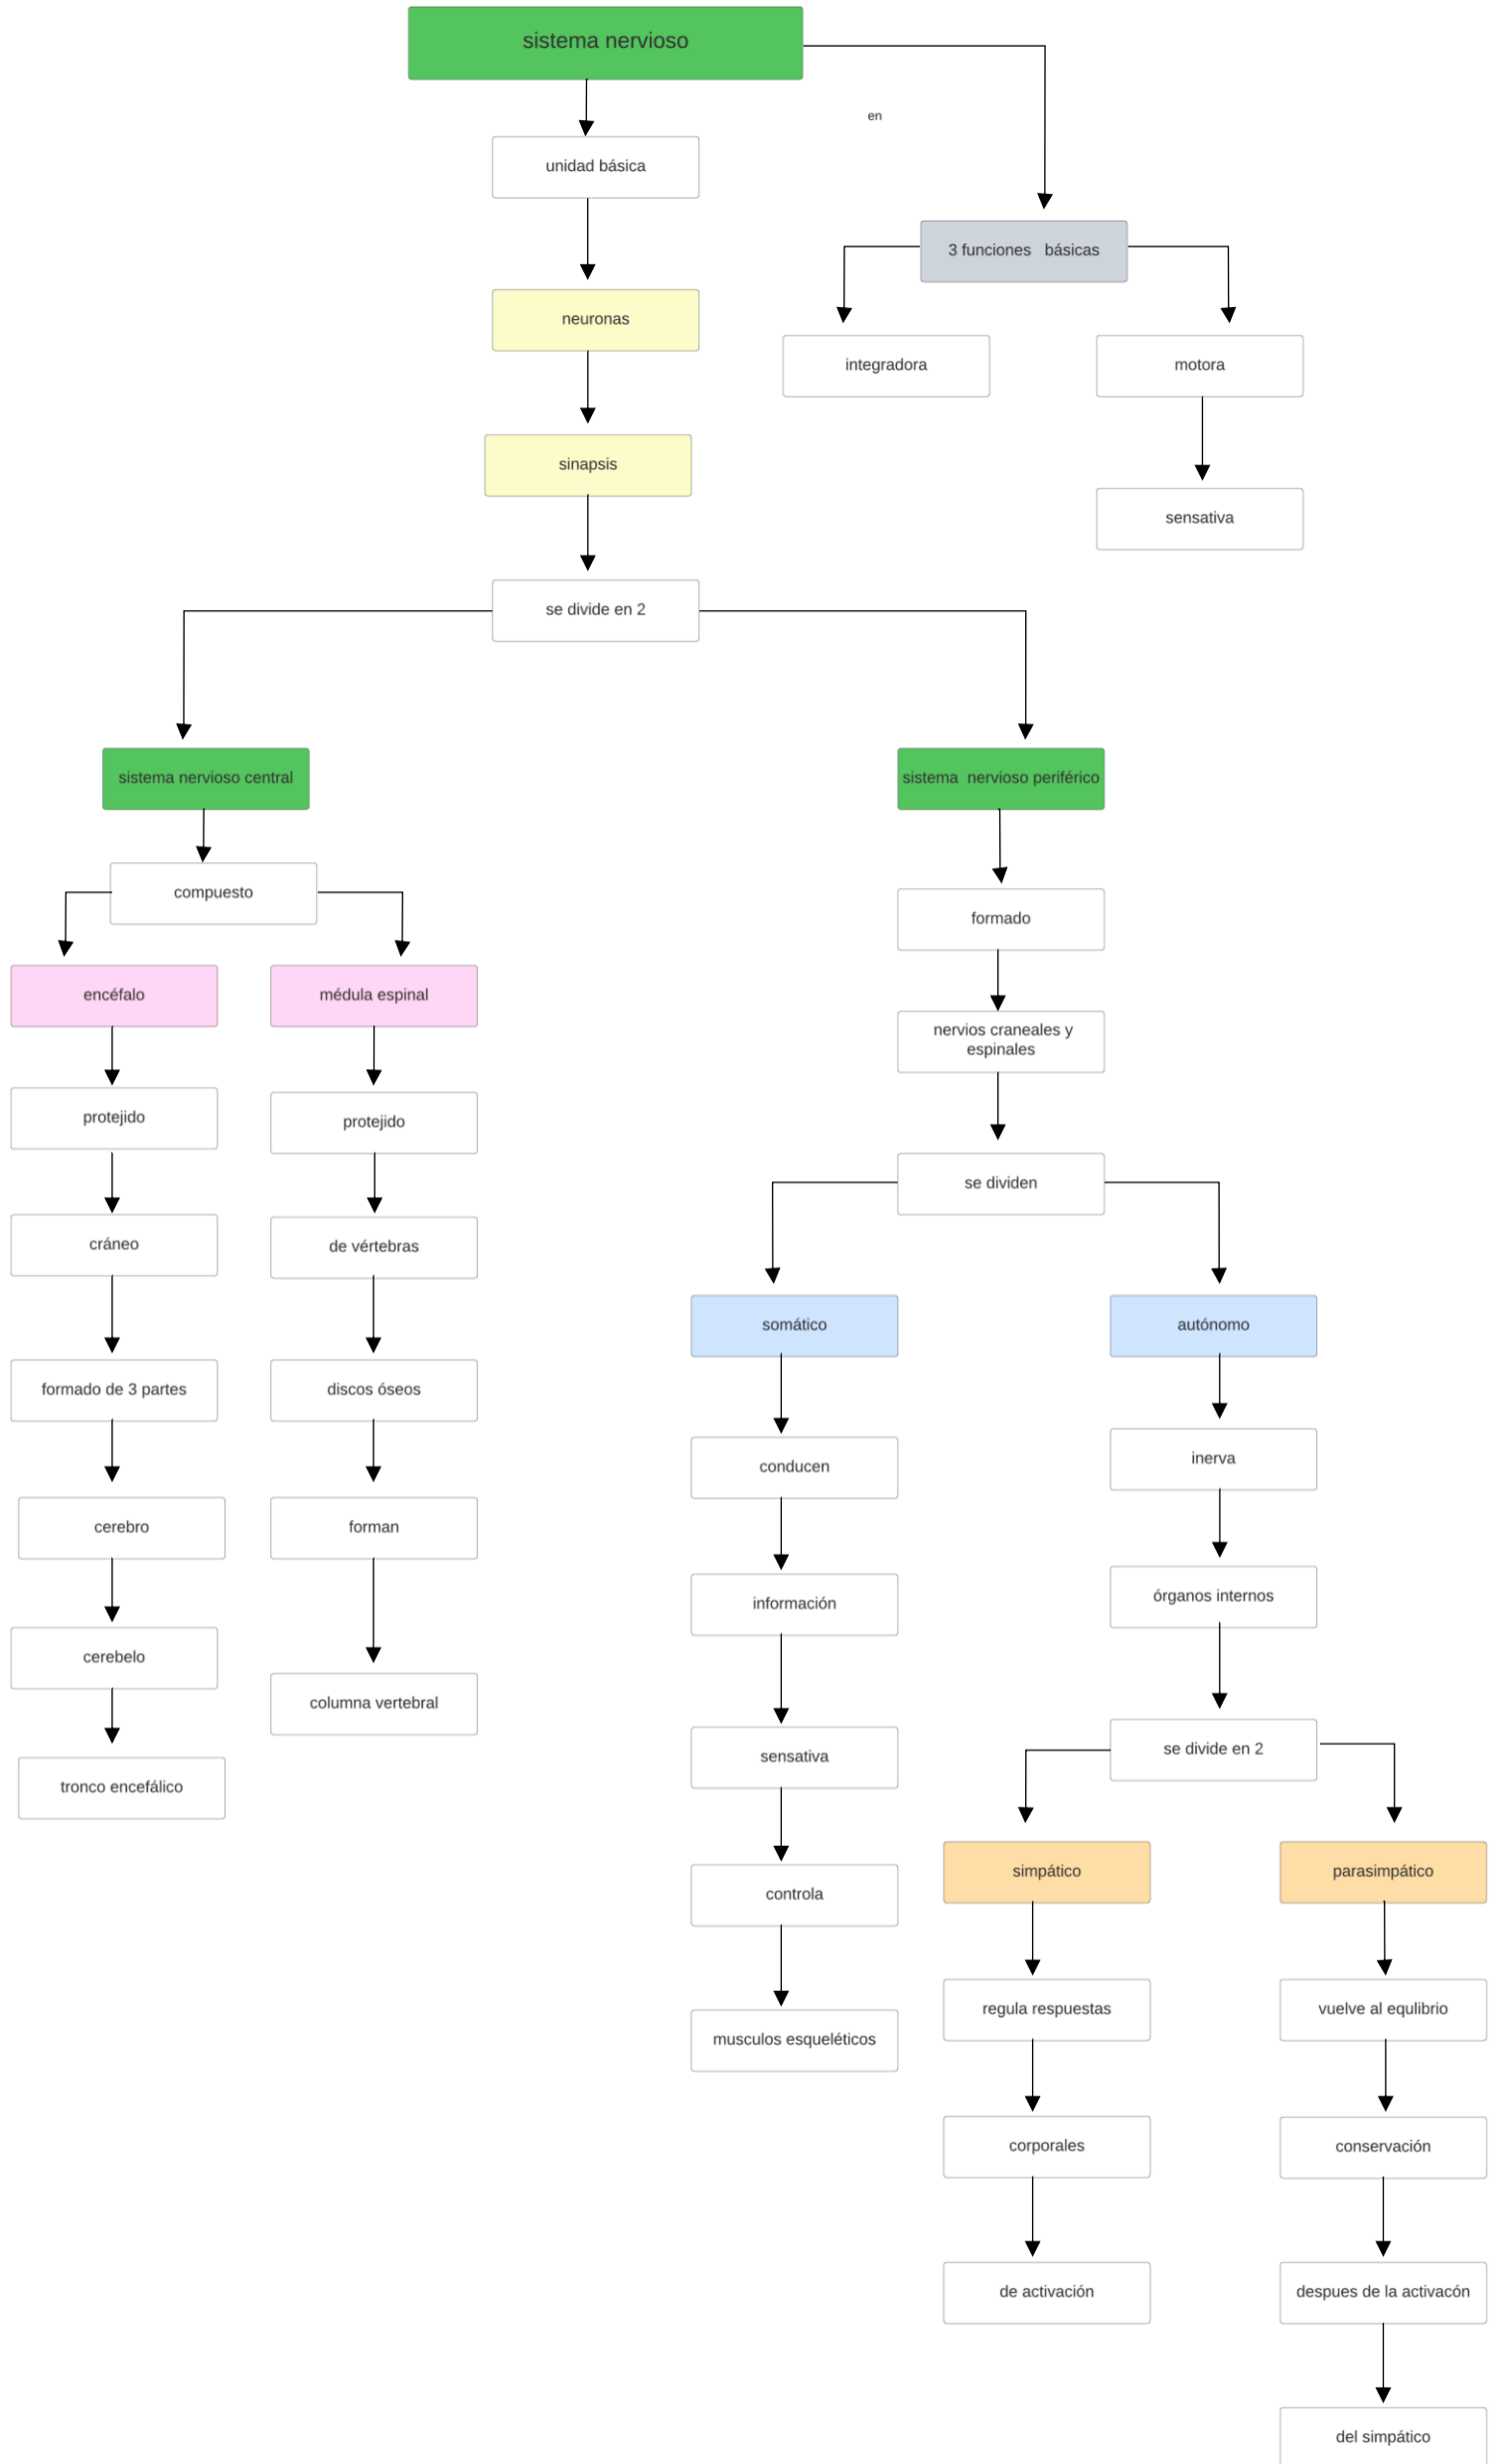 sistema nervioso
en
unidad básica
3 funciones   básicas
neuronas
integradora
motora
sinapsis
sensativa
se divide en 2
sistema nervioso central
sistema  nervioso periférico
compuesto
formado
encéfalo
médula espinal
nervios craneales y
espinales
protejido
protejido
se dividen
cráneo
de vértebras
somático
autónomo
formado de 3 partes
discos óseos
conducen
inerva
cerebro
forman
información
órganos internos
cerebelo
columna vertebral
sensativa
se divide en 2
tronco encefálico
controla
simpático
parasimpático
musculos esqueléticos
regula respuestas
vuelve al equlibrio
corporales
conservación
de activación
despues de la activacón
del simpático